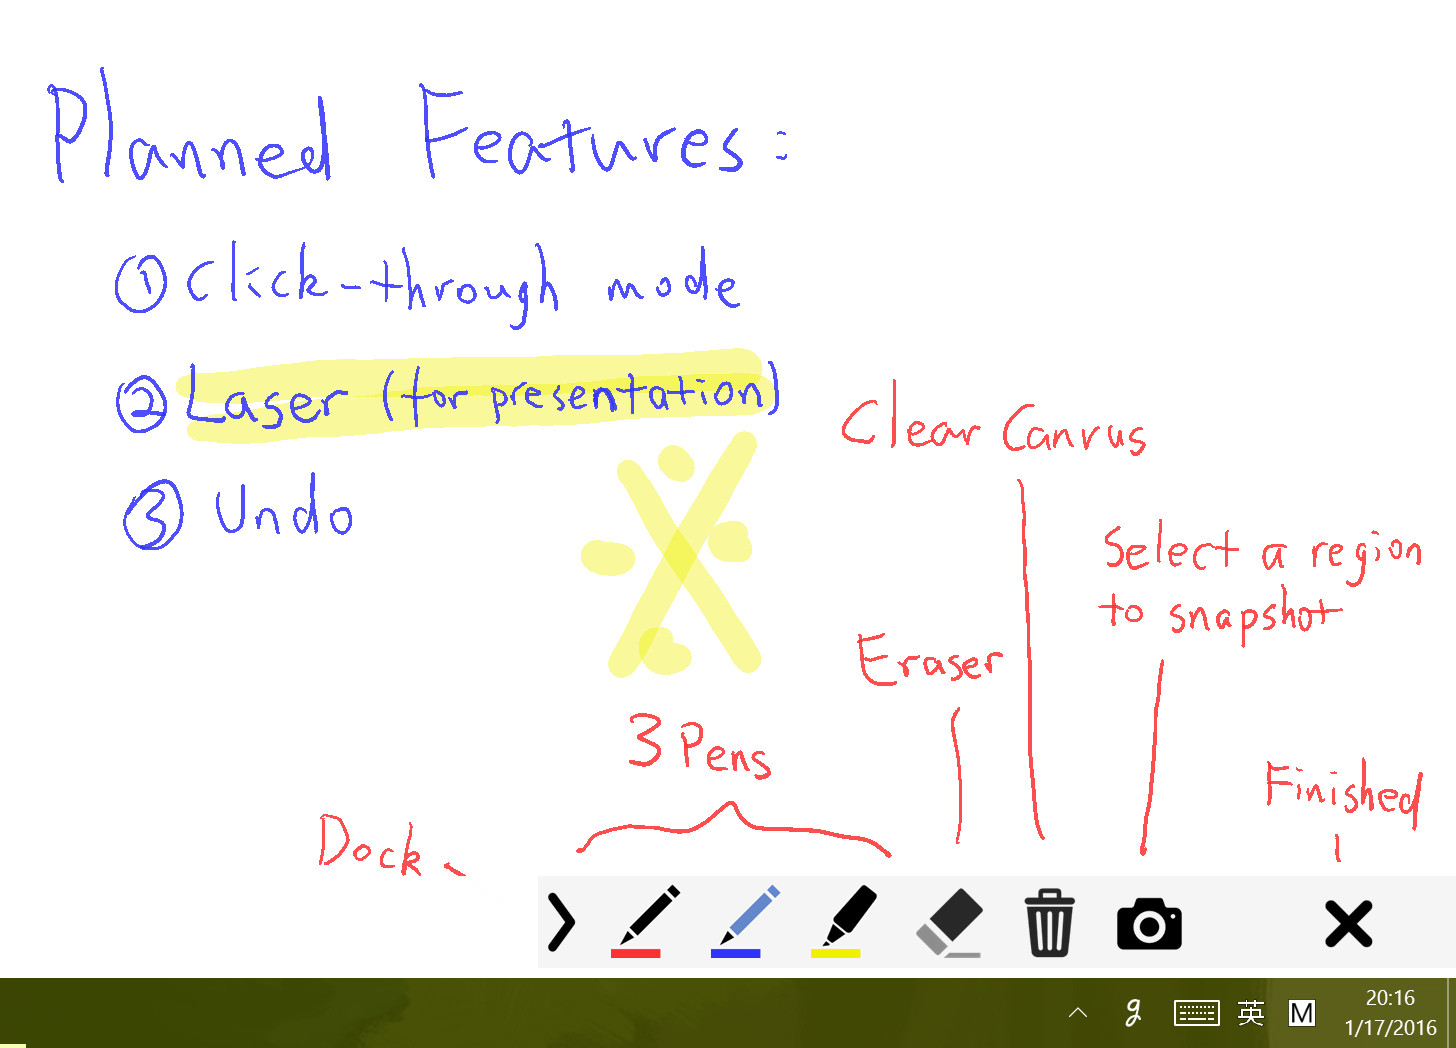 Planned Features:
① Click-through mode
② Laser (for presentation)
③ Undo
Clear Canvus
Select a region
to snapshot
Eraser
3 Pens
Finished
Dock
g 英 M
20:16
1/17/2016